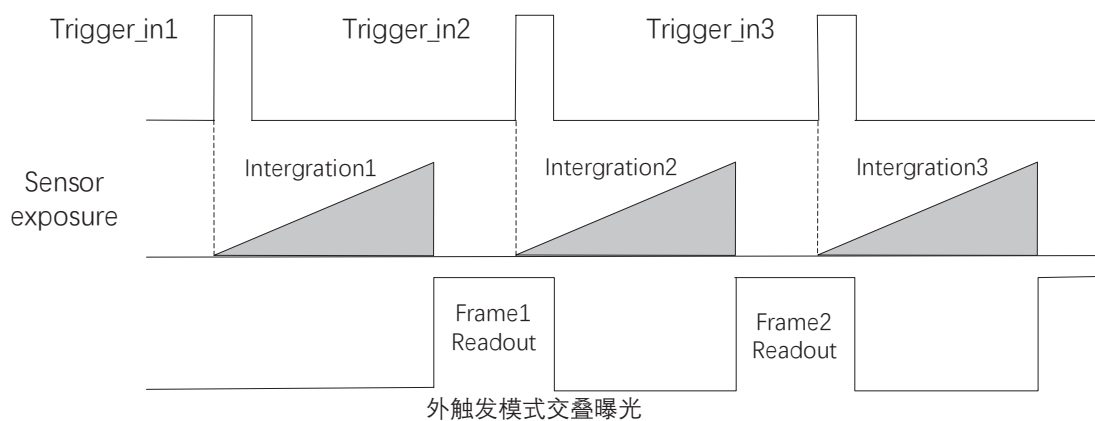 Trigger_in1
Trigger_in2
Trigger_in3
Intergration1
Intergration2
Intergration3
Sensor
exposure
Frame1
Readout
Frame2
Readout
外触发模式交叠曝光